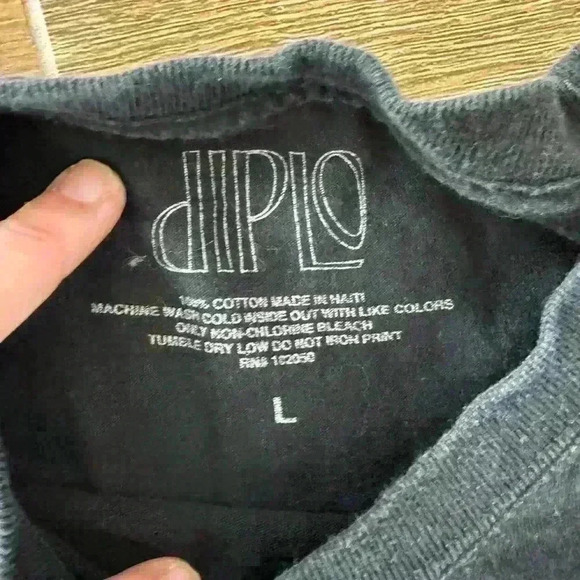 dIPLO
100% COTTON MADE IN HAITI
MACHINE WASH COLD INSIDE OUT WITH LIKE COLORS
ONLY NON-CHLORINE BLEACH
TUMBLE DRY LOW DO NOT IRON PRINT
RN# 102050
L